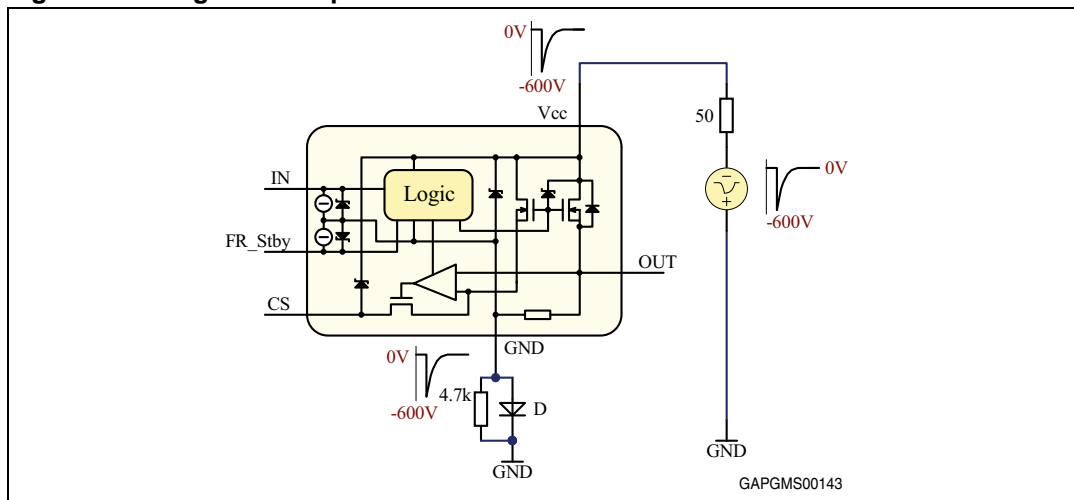 0V
-600V
Vcc
50
0V
-600V
IN
Logic
FR_Stby
OUT
CS
GND
0V
4.7k
-600V
D
GND
GND
GAPGMS00143